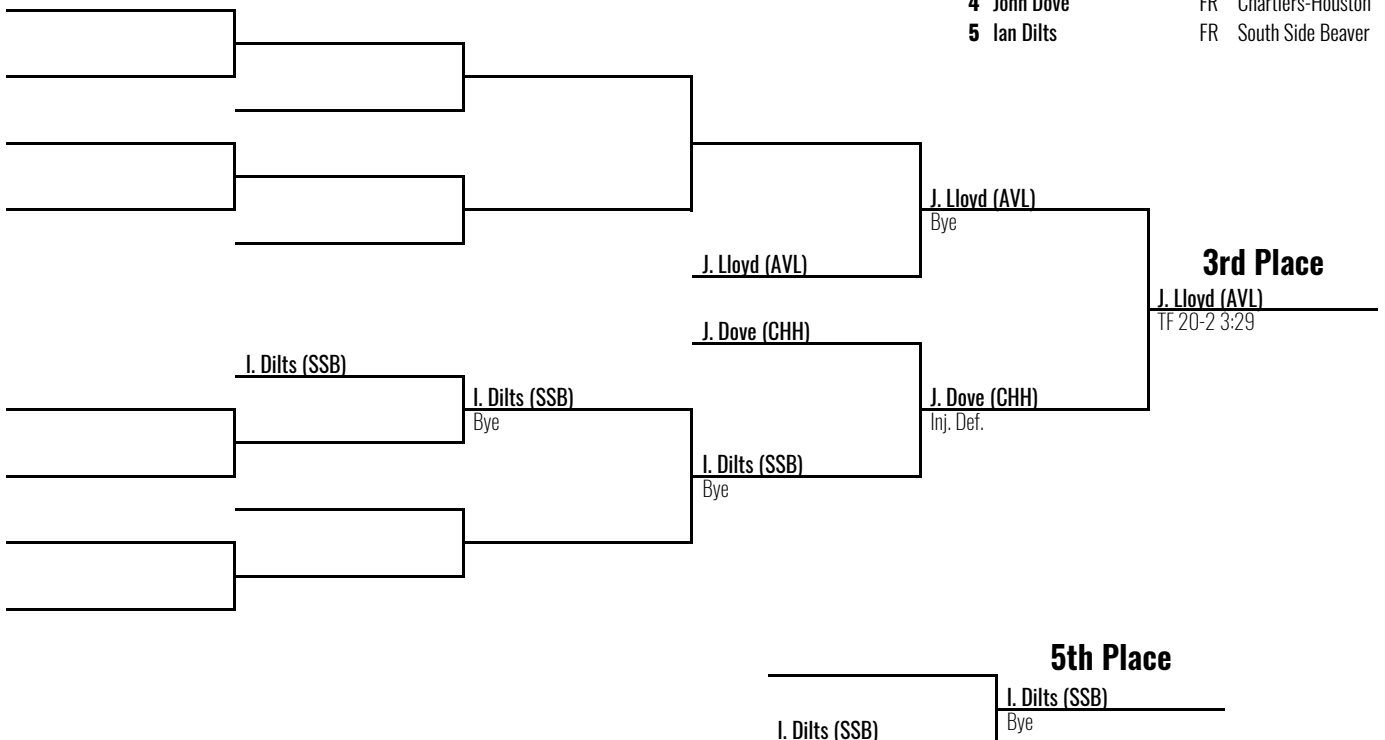 4 John Dove FR Chartiers-Houston
5 Ian Dilts FR South Side Beaver
J. Lloyd (AVL)
Bye
3rd Place
J. Lloyd (AVL)
J. Lloyd (AVL)
TF 20-2 3:29
J. Dove (CHH)
I. Dilts (SSB)
I. Dilts (SSB)
Bye
J. Dove (CHH)
Inj. Def.
I. Dilts (SSB)
Bye
5th Place
I. Dilts (SSB)
Bye
I. Dilts (SSB)